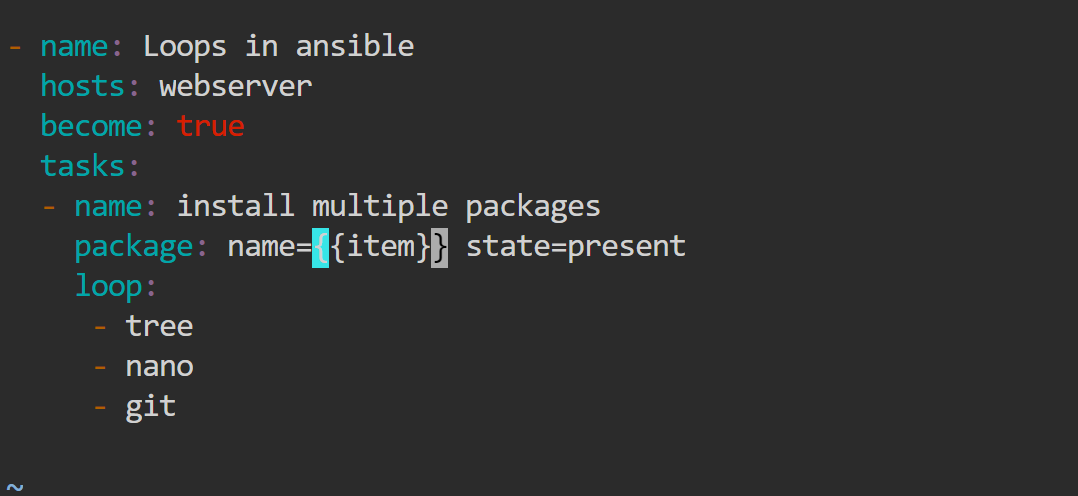 - name: Loops in ansible
  hosts: webserver
  become: true
  tasks:
  - name: install multiple packages
    package: name={{item}} state=present
    loop:
     - tree
     - nano
     - git
~